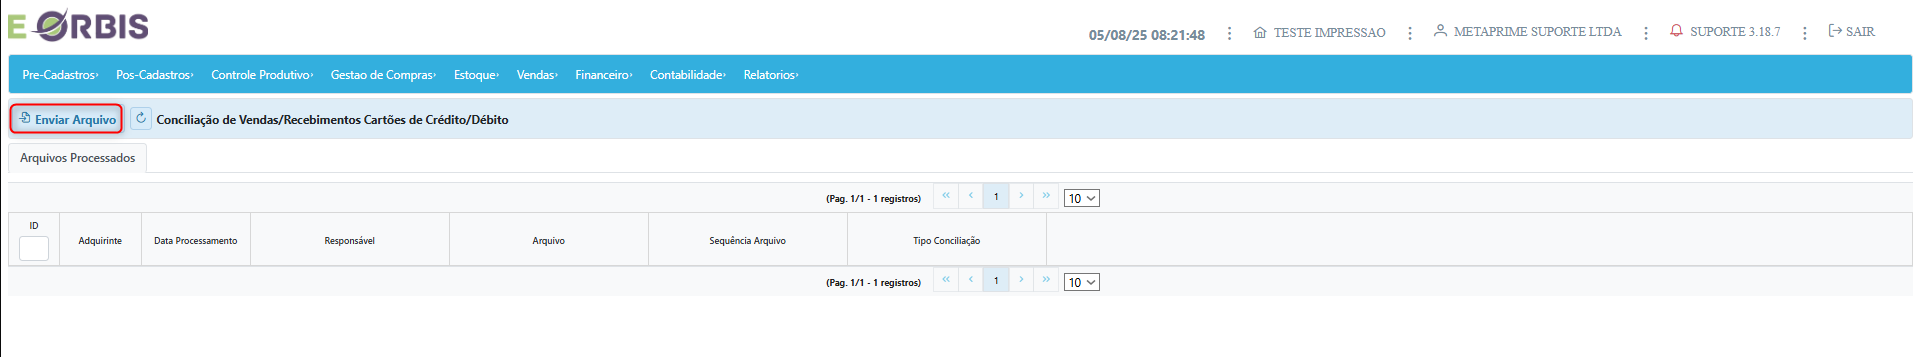 E ORBIS
05/08/25 08:21:48 TESTE IMPRESSAO METAPRIME SUPORTE LTDA SUPORTE 3.18.7 SAIR
Pre-Cadastros Pos-Cadastros Controle Produtivo Gestao de Compras Estoque Vendas Financeiro Contabilidade Relatorios
Enviar Arquivo Conciliação de Vendas/Recebimentos Cartões de Crédito/Débito
Arquivos Processados
(Pag. 1/1 - 1 registros) 1 10
ID
Adquirinte Data Processamento Responsável Arquivo Sequência Arquivo Tipo Conciliação
(Pag. 1/1 - 1 registros) 1 10